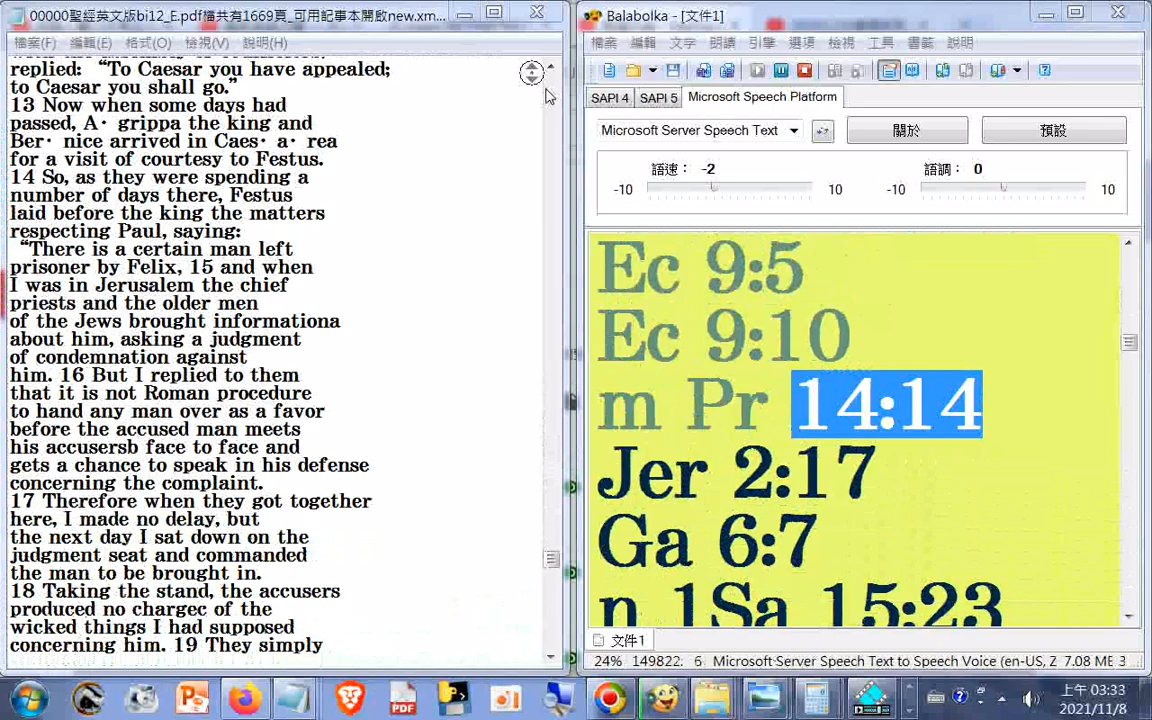 00000聖經英文版bi12_E.pdf檔共有1669頁_可用記事本開啟new.xm...
檔案(F) 編輯(E) 格式(O) 檢視(V) 說明(H)
replied: “To Caesar you have appealed;
to Caesar you shall go.”
13 Now when some days had
passed, A· grippa the king and
Ber· nice arrived in Caes· a· rea
for a visit of courtesy to Festus.
14 So, as they were spending a
number of days there, Festus
laid before the king the matters
respecting Paul, saying:
“There is a certain man left
prisoner by Felix, 15 and when
I was in Jerusalem the chief
priests and the older men
of the Jews brought informationa
about him, asking a judgment
of condemnation against
him. 16 But I replied to them
that it is not Roman procedure
to hand any man over as a favor
before the accused man meets
his accusersb face to face and
gets a chance to speak in his defense
concerning the complaint.
17 Therefore when they got together
here, I made no delay, but
the next day I sat down on the
judgment seat and commanded
the man to be brought in.
18 Taking the stand, the accusers
produced no chargec of the
wicked things I had supposed
concerning him. 19 They simply
Balabolka - [文件1]
檔案 編輯 文字 朗讀 引擎 選項 檢視 工具 書籤 說明
SAPI 4 SAPI 5 Microsoft Speech Platform
Microsoft Server Speech Text 關於 預設
語速: -2 語調: 0
-10 10 -10 10
Ec 9:5
Ec 9:10
m Pr 14:14
Jer 2:17
Ga 6:7
n 1Sa 15:23
文件1
24% 149822: 6 Microsoft Server Speech Text to Speech Voice (en-US, Z 7.08 MB 3
PDF
上午 03:33
2021/11/8